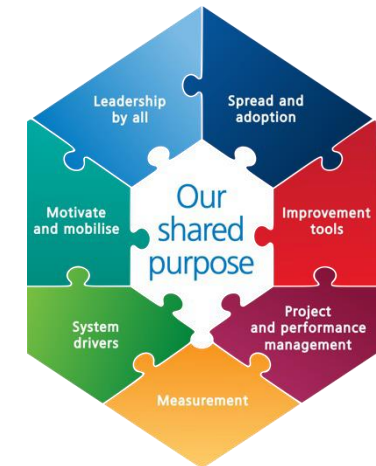 Leadership
by all
Spread and
adoption
Our
shared
purpose
Motivate
and mobilise
Improvement
tools
System
drivers
Project
and performance
management
Measurement